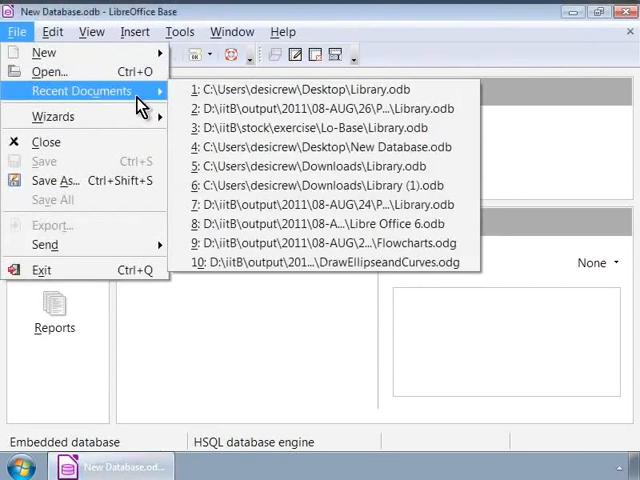 New Database.odb - LibreOffice Base
File Edit View Insert Tools Window Help
New
Open... Ctrl+O
Recent Documents
Wizards
Close
Save Ctrl+S
Save As... Ctrl+Shift+S
Save All
Export...
Send
Exit Ctrl+Q
1: C:\Users\desicrew\Desktop\Library.odb
2: D:\iitB\output\2011\08-AUG\26\P...\Library.odb
3: D:\iitB\stock\exercise\Lo-Base\Library.odb
4: C:\Users\desicrew\Desktop\New Database.odb
5: C:\Users\desicrew\Downloads\Library.odb
6: C:\Users\desicrew\Downloads\Library (1).odb
7: D:\iitB\output\2011\08-AUG\24\P...\Library.odb
8: D:\iitB\output\2011\08-A...\Libre Office 6.odb
9: D:\iitB\output\2011\08-AUG\2...\Flowcharts.odg
10: D:\iitB\output\201...\DrawEllipseandCurves.odg
None
Reports
Embedded database HSQL database engine
New Database.od...